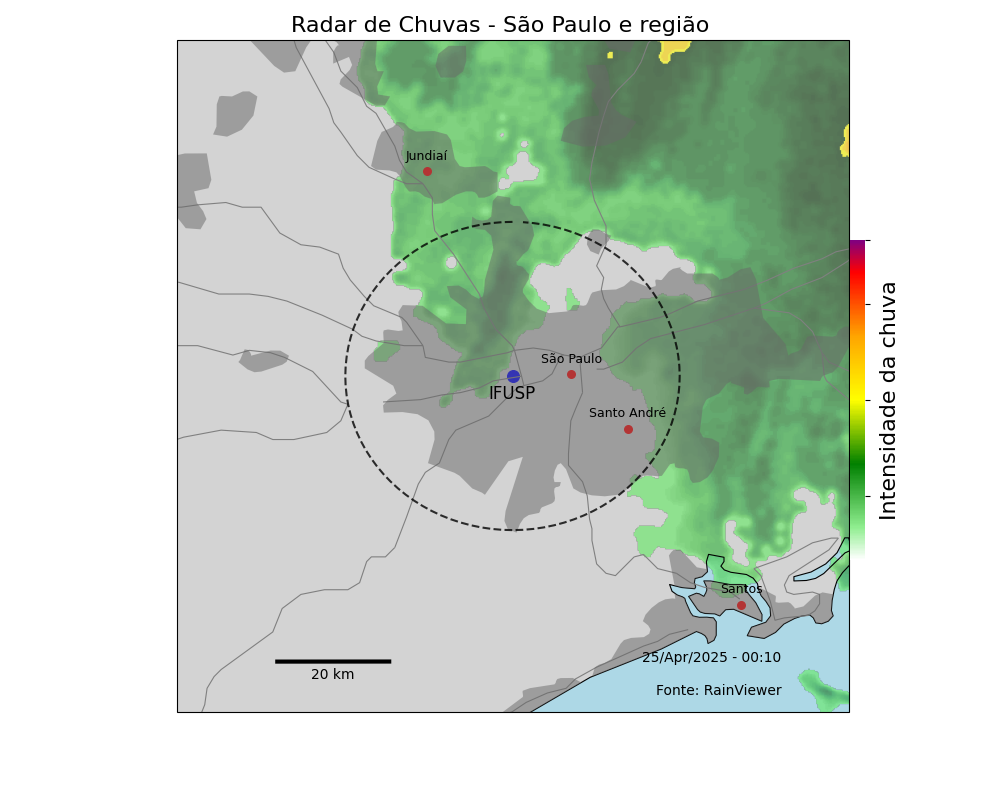 Radar de Chuvas - São Paulo e região
Jundiaí
São Paulo
IFUSP
Santo André
Intensidade da chuva
Santos
25/Apr/2025 - 00:10
20 km
Fonte: RainViewer